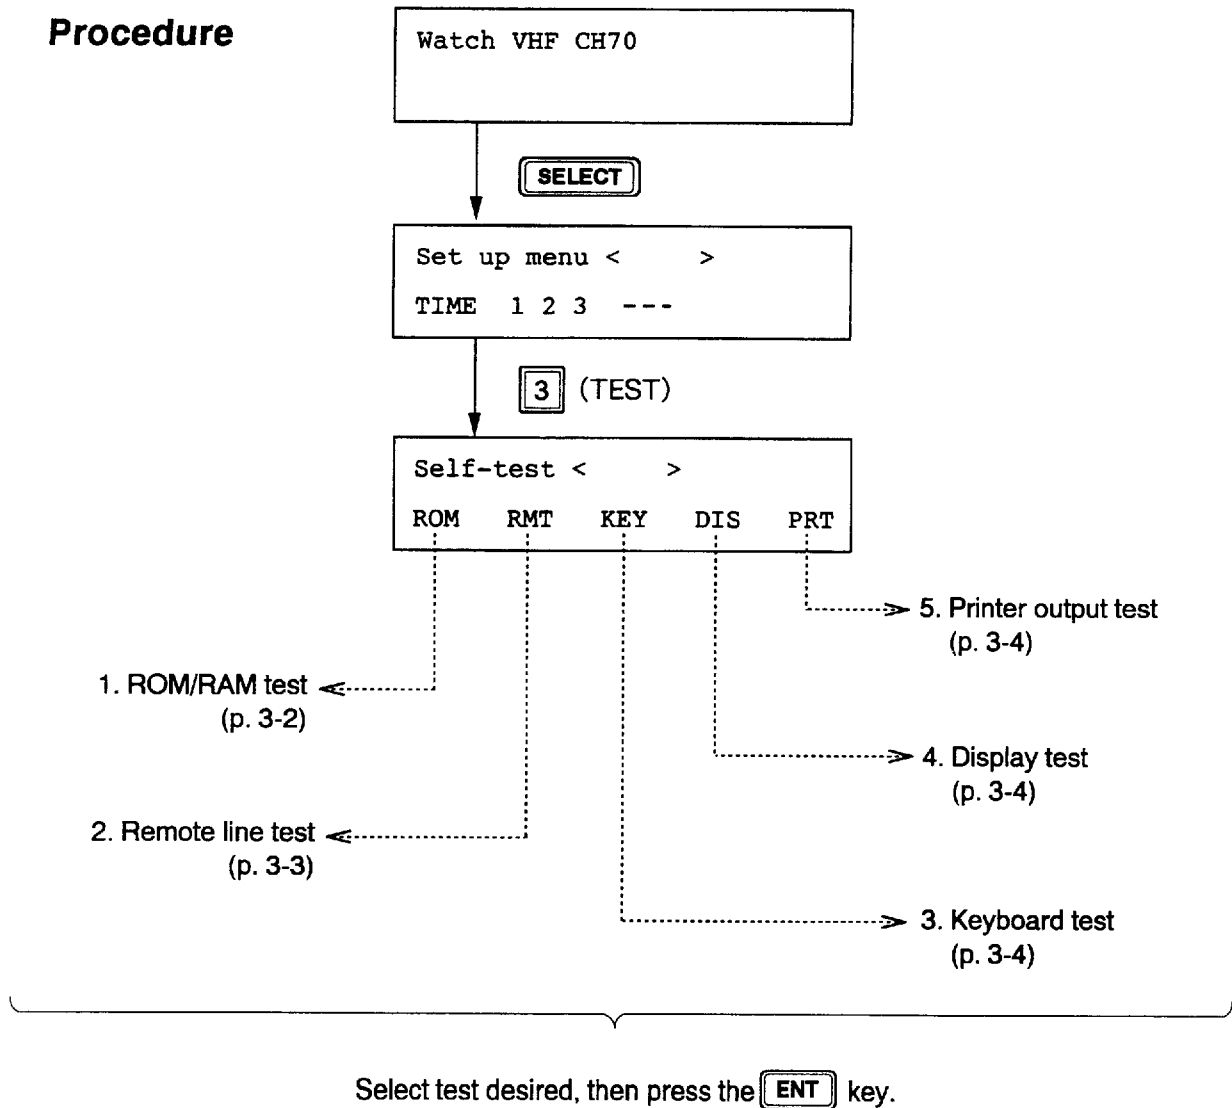 Procedure
Watch VHF CH70
SELECT
Set up menu <     >
TIME  1 2 3  ---
3 (TEST)
Self-test <     >
ROM  RMT  KEY  DIS  PRT
5. Printer output test
(p. 3-4)
1. ROM/RAM test
(p. 3-2)
4. Display test
(p. 3-4)
2. Remote line test
(p. 3-3)
3. Keyboard test
(p. 3-4)
Select test desired, then press the ENT key.